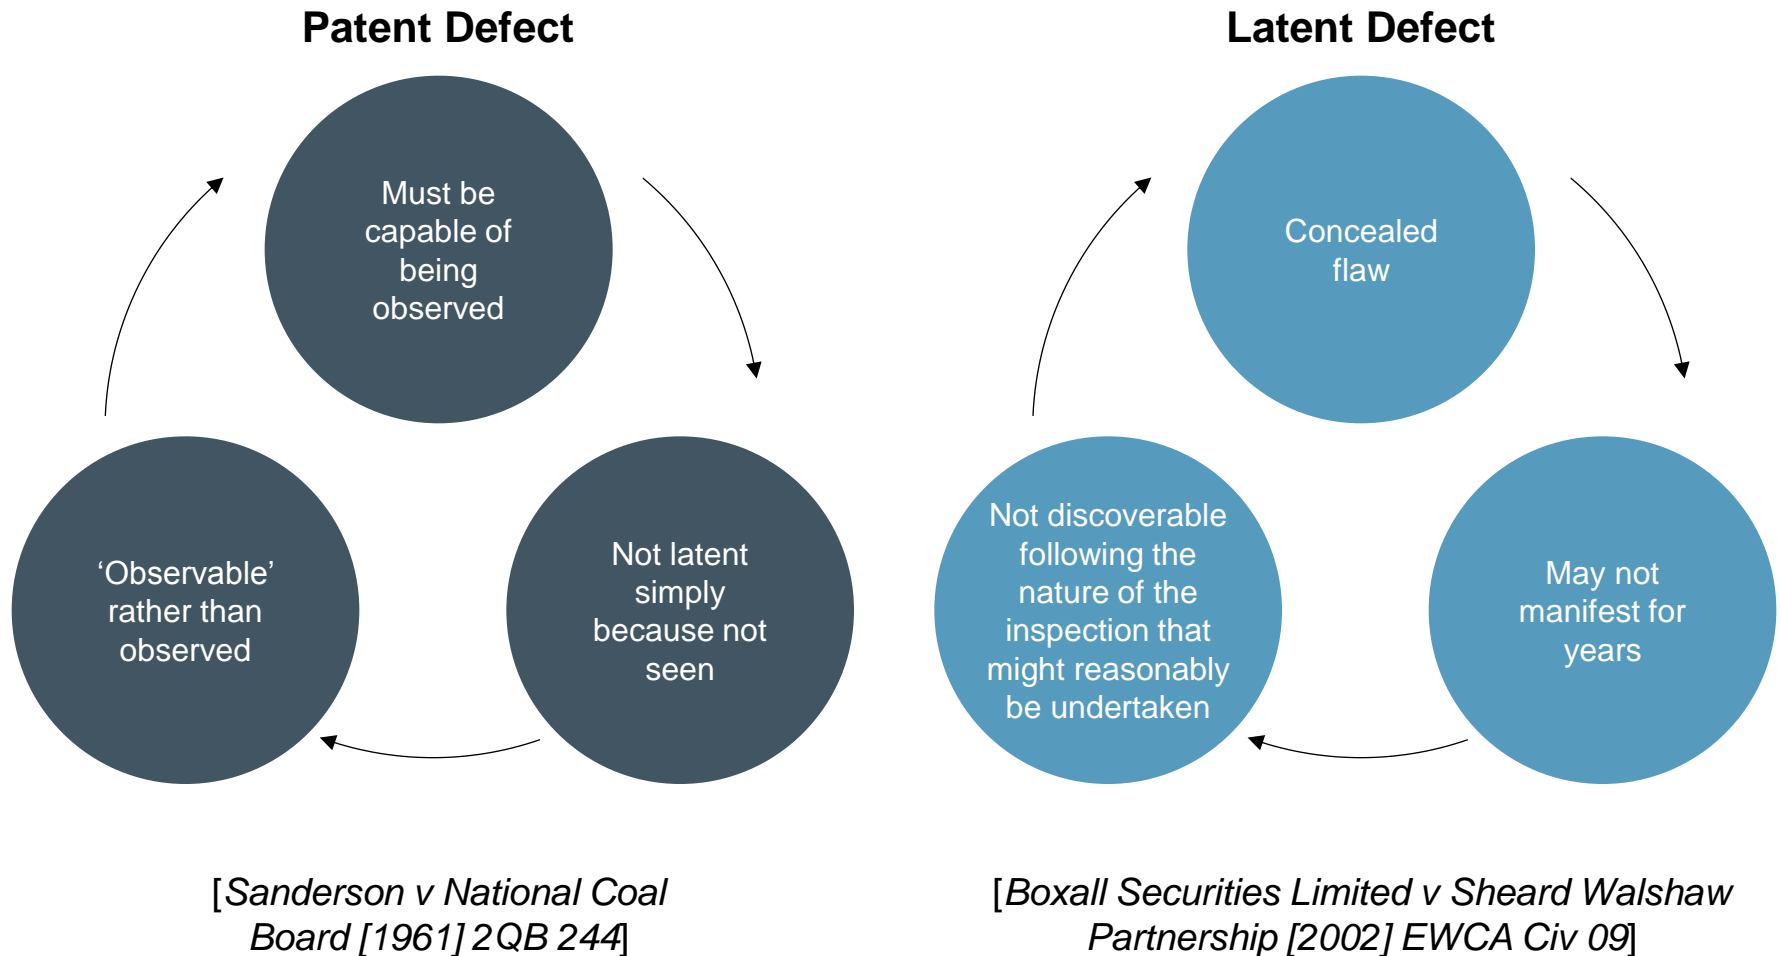 Patent Defect
Must be
capable of
being
observed
‘Observable’
rather than
observed
Not latent
simply
because not
seen
[Sanderson v National Coal
Board [1961] 2QB 244]
Latent Defect
Concealed
flaw
Not discoverable
following the
nature of the
inspection that
might reasonably
be undertaken
May not
manifest for
years
[Boxall Securities Limited v Sheard Walshaw
Partnership [2002] EWCA Civ 09]